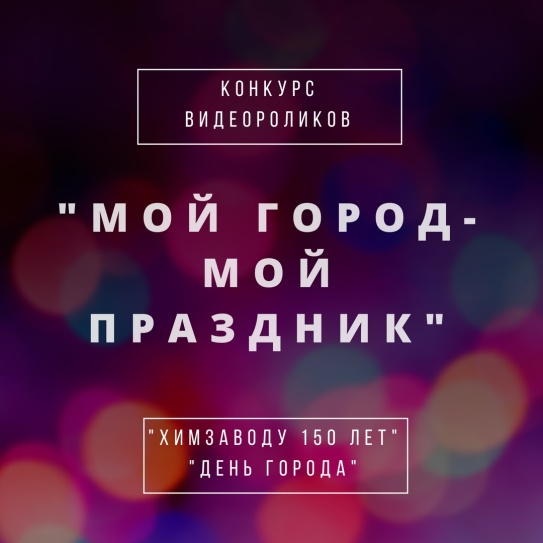 КОНКУРС
ВИДЕОРОЛИКОВ
"МОЙ ГОРОД-
МОЙ
ПРАЗДНИК"
"ХИМЗАВОДУ 150 ЛЕТ"
"ДЕНЬ ГОРОДА"